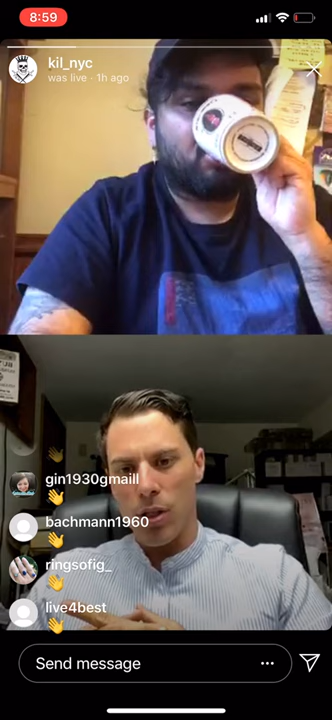 8:59
kil_nyc
was live · 1h ago
gin1930gmaill
👋
bachmann1960
👋
ringsofig_
👋
live4best
👋
Send message